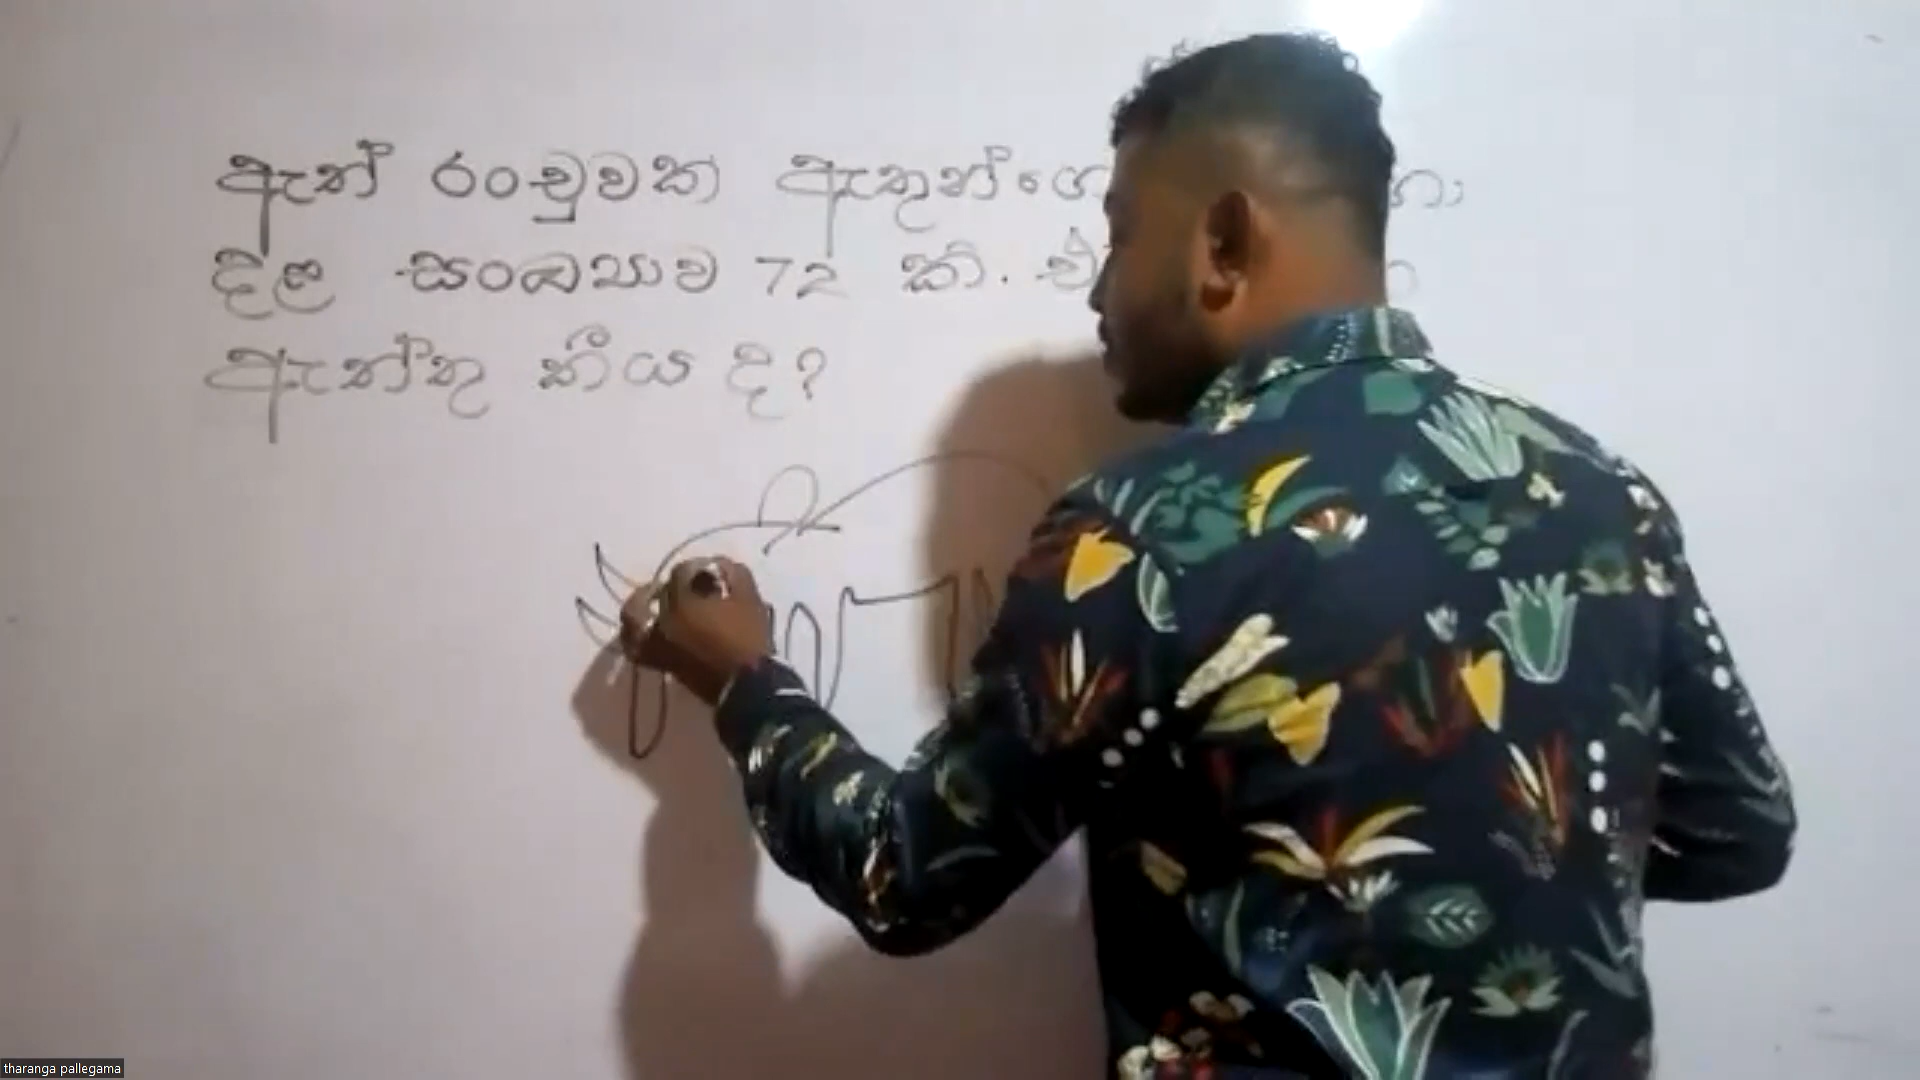 ඇත් රංචුවක ඇතුන්ගේ
දළ සංඛ්‍යාව 72 කි.
ඇත්තු කීය ද?
tharanga pallegama